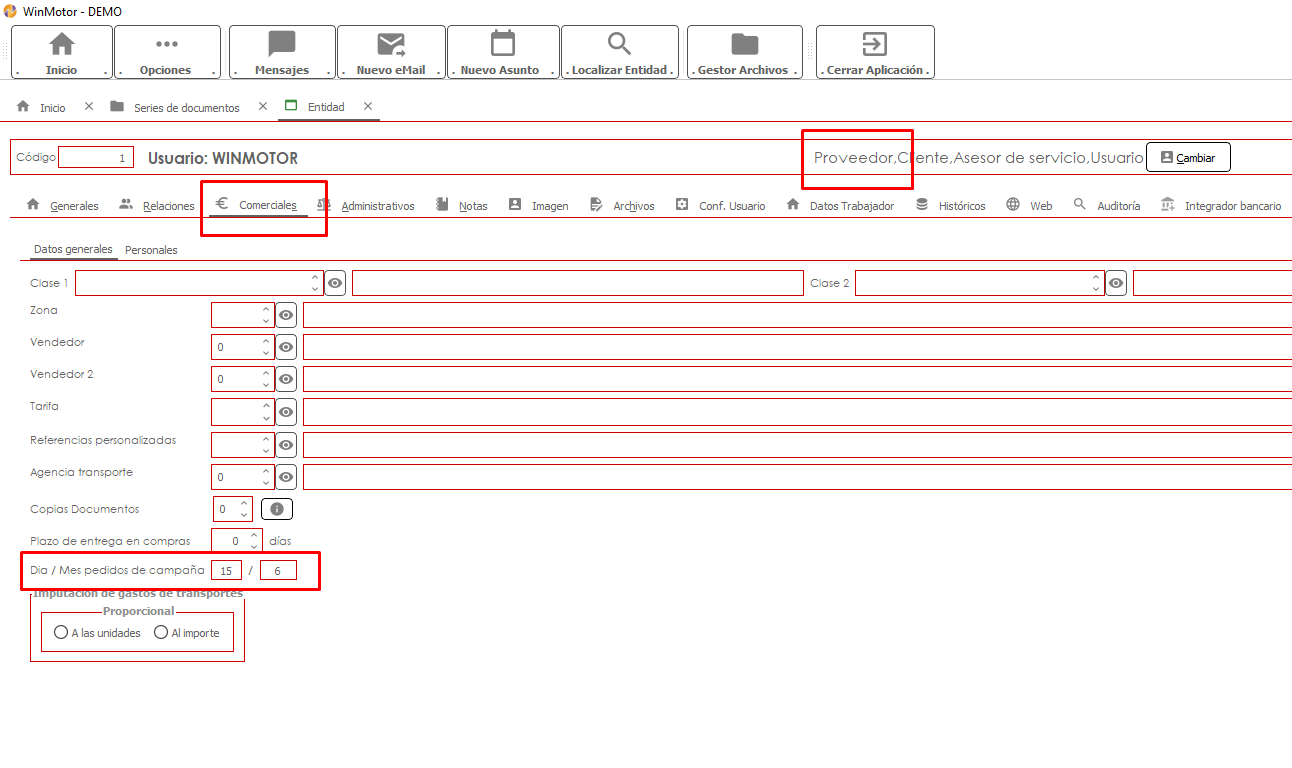 WinMotor - DEMO
. Inicio . . Opciones . . Mensajes . . Nuevo eMail . . Nuevo Asunto . . Localizar Entidad . . Gestor Archivos . . Cerrar Aplicación .
Inicio Series de documentos Entidad
Código 1 Usuario: WINMOTOR Proveedor,Cliente,Asesor de servicio,Usuario Cambiar
Generales Relaciones Comerciales Administrativos Notas Imagen Archivos Conf. Usuario Datos Trabajador Históricos Web Auditoría Integrador bancario
Datos generales Personales
Clase 1 Clase 2
Zona
Vendedor 0
Vendedor 2 0
Tarifa
Referencias personalizadas
Agencia transporte 0
Copias Documentos 0
Plazo de entrega en compras 0 días
Dia / Mes pedidos de campaña 15 / 6
Imputación de gastos de transportes
Proporcional
A las unidades Al importe